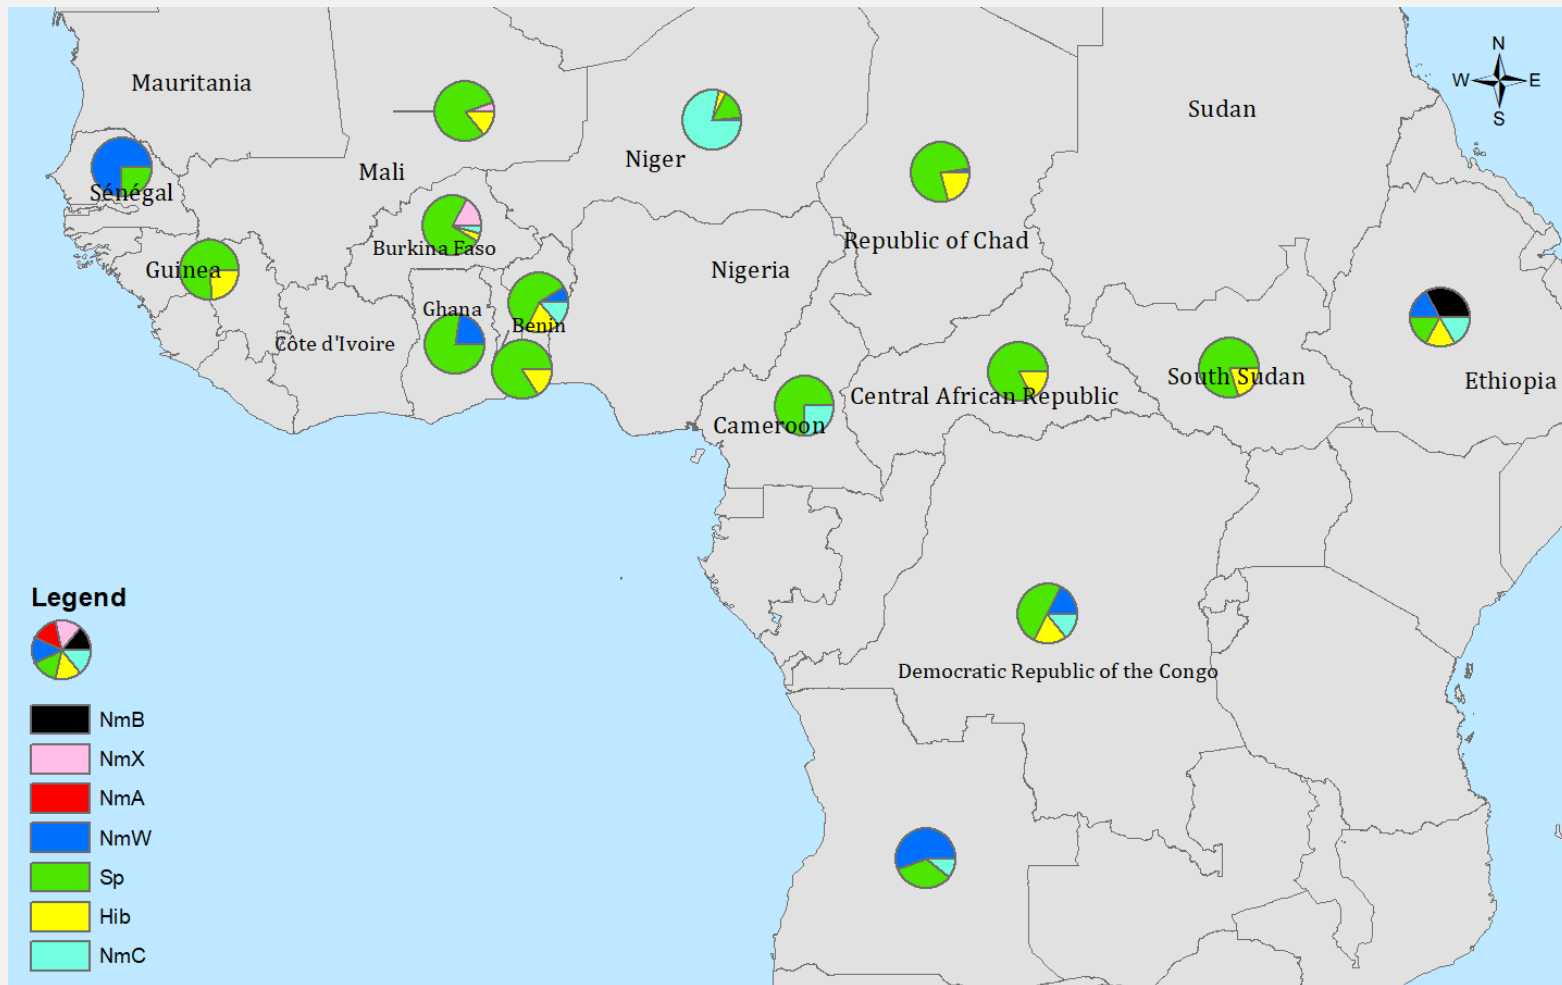 N
W E
S
Mauritania
Sudan
Mali
Niger
Sénégal
Burkina Faso
Republic of Chad
Guinea
Nigeria
Ghana
Benin
Côte d'Ivoire
South Sudan
Ethiopia
Central African Republic
Cameroon
Democratic Republic of the Congo
Legend
NmB
NmX
NmA
NmW
Sp
Hib
NmC